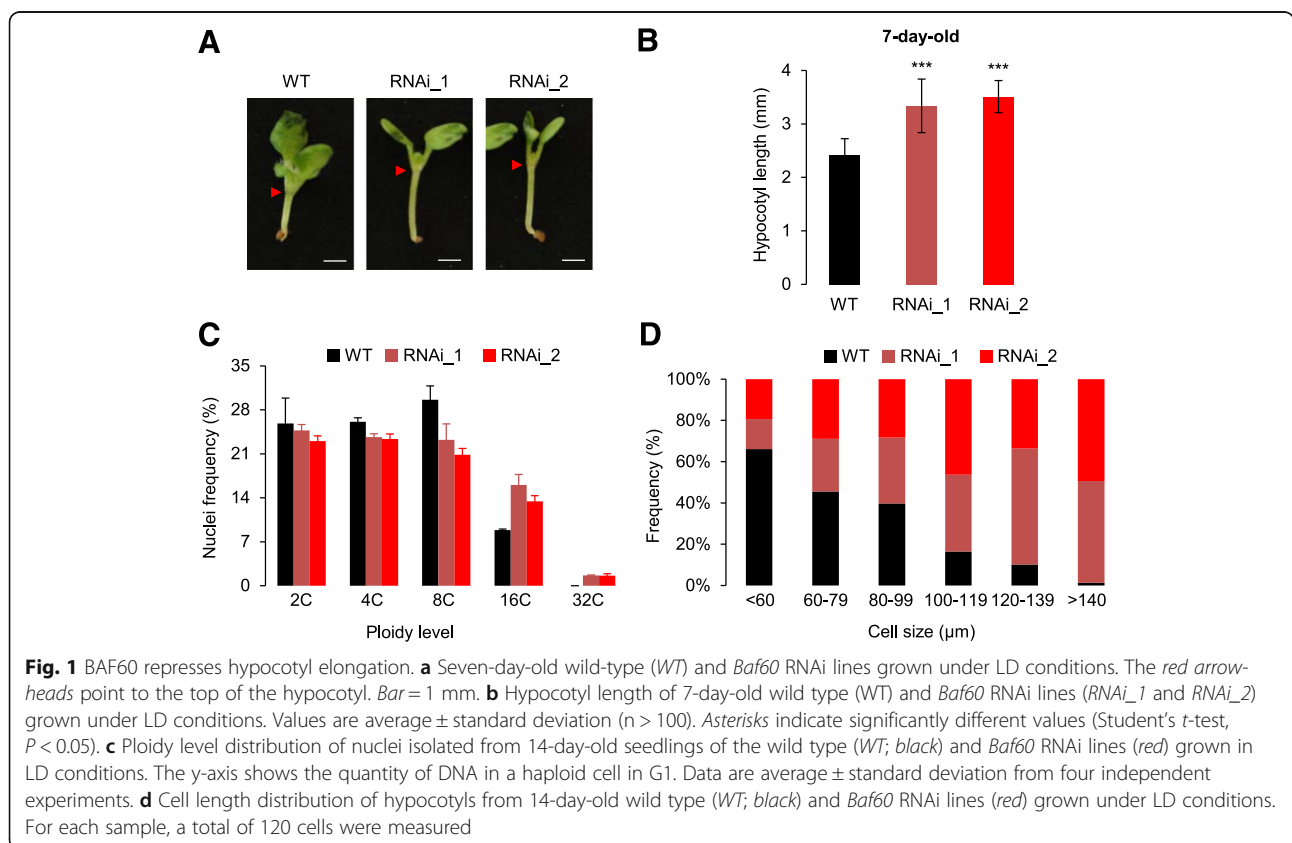 A
WT RNAi_1 RNAi_2
B
7-day-old
*** ***
4
3
2
1
0
Hypocotyl length (mm)
WT RNAi_1 RNAi_2
C
WT RNAi_1 RNAi_2
35
28
21
14
7
0
Nuclei frequency (%)
2C 4C 8C 16C 32C
Ploidy level
D
WT RNAi_1 RNAi_2
100%
80%
60%
40%
20%
0%
Frequency (%)
<60 60-79 80-99 100-119 120-139 >140
Cell size (µm)
Fig. 1 BAF60 represses hypocotyl elongation. a Seven-day-old wild-type (WT) and Baf60 RNAi lines grown under LD conditions. The red arrow-
heads point to the top of the hypocotyl. Bar = 1 mm. b Hypocotyl length of 7-day-old wild type (WT) and Baf60 RNAi lines (RNAi_1 and RNAi_2)
grown under LD conditions. Values are average ± standard deviation (n > 100). Asterisks indicate significantly different values (Student's t-test,
P < 0.05). c Ploidy level distribution of nuclei isolated from 14-day-old seedlings of the wild type (WT; black) and Baf60 RNAi lines (red) grown in
LD conditions. The y-axis shows the quantity of DNA in a haploid cell in G1. Data are average ± standard deviation from four independent
experiments. d Cell length distribution of hypocotyls from 14-day-old wild type (WT; black) and Baf60 RNAi lines (red) grown under LD conditions.
For each sample, a total of 120 cells were measured